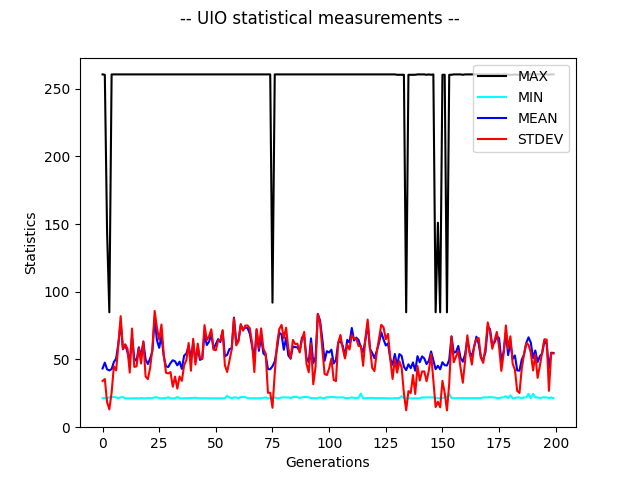 -- UIO statistical measurements --
250
200
150
100
50
0
Statistics
MAX
MIN
MEAN
STDEV
0 25 50 75 100 125 150 175 200
Generations